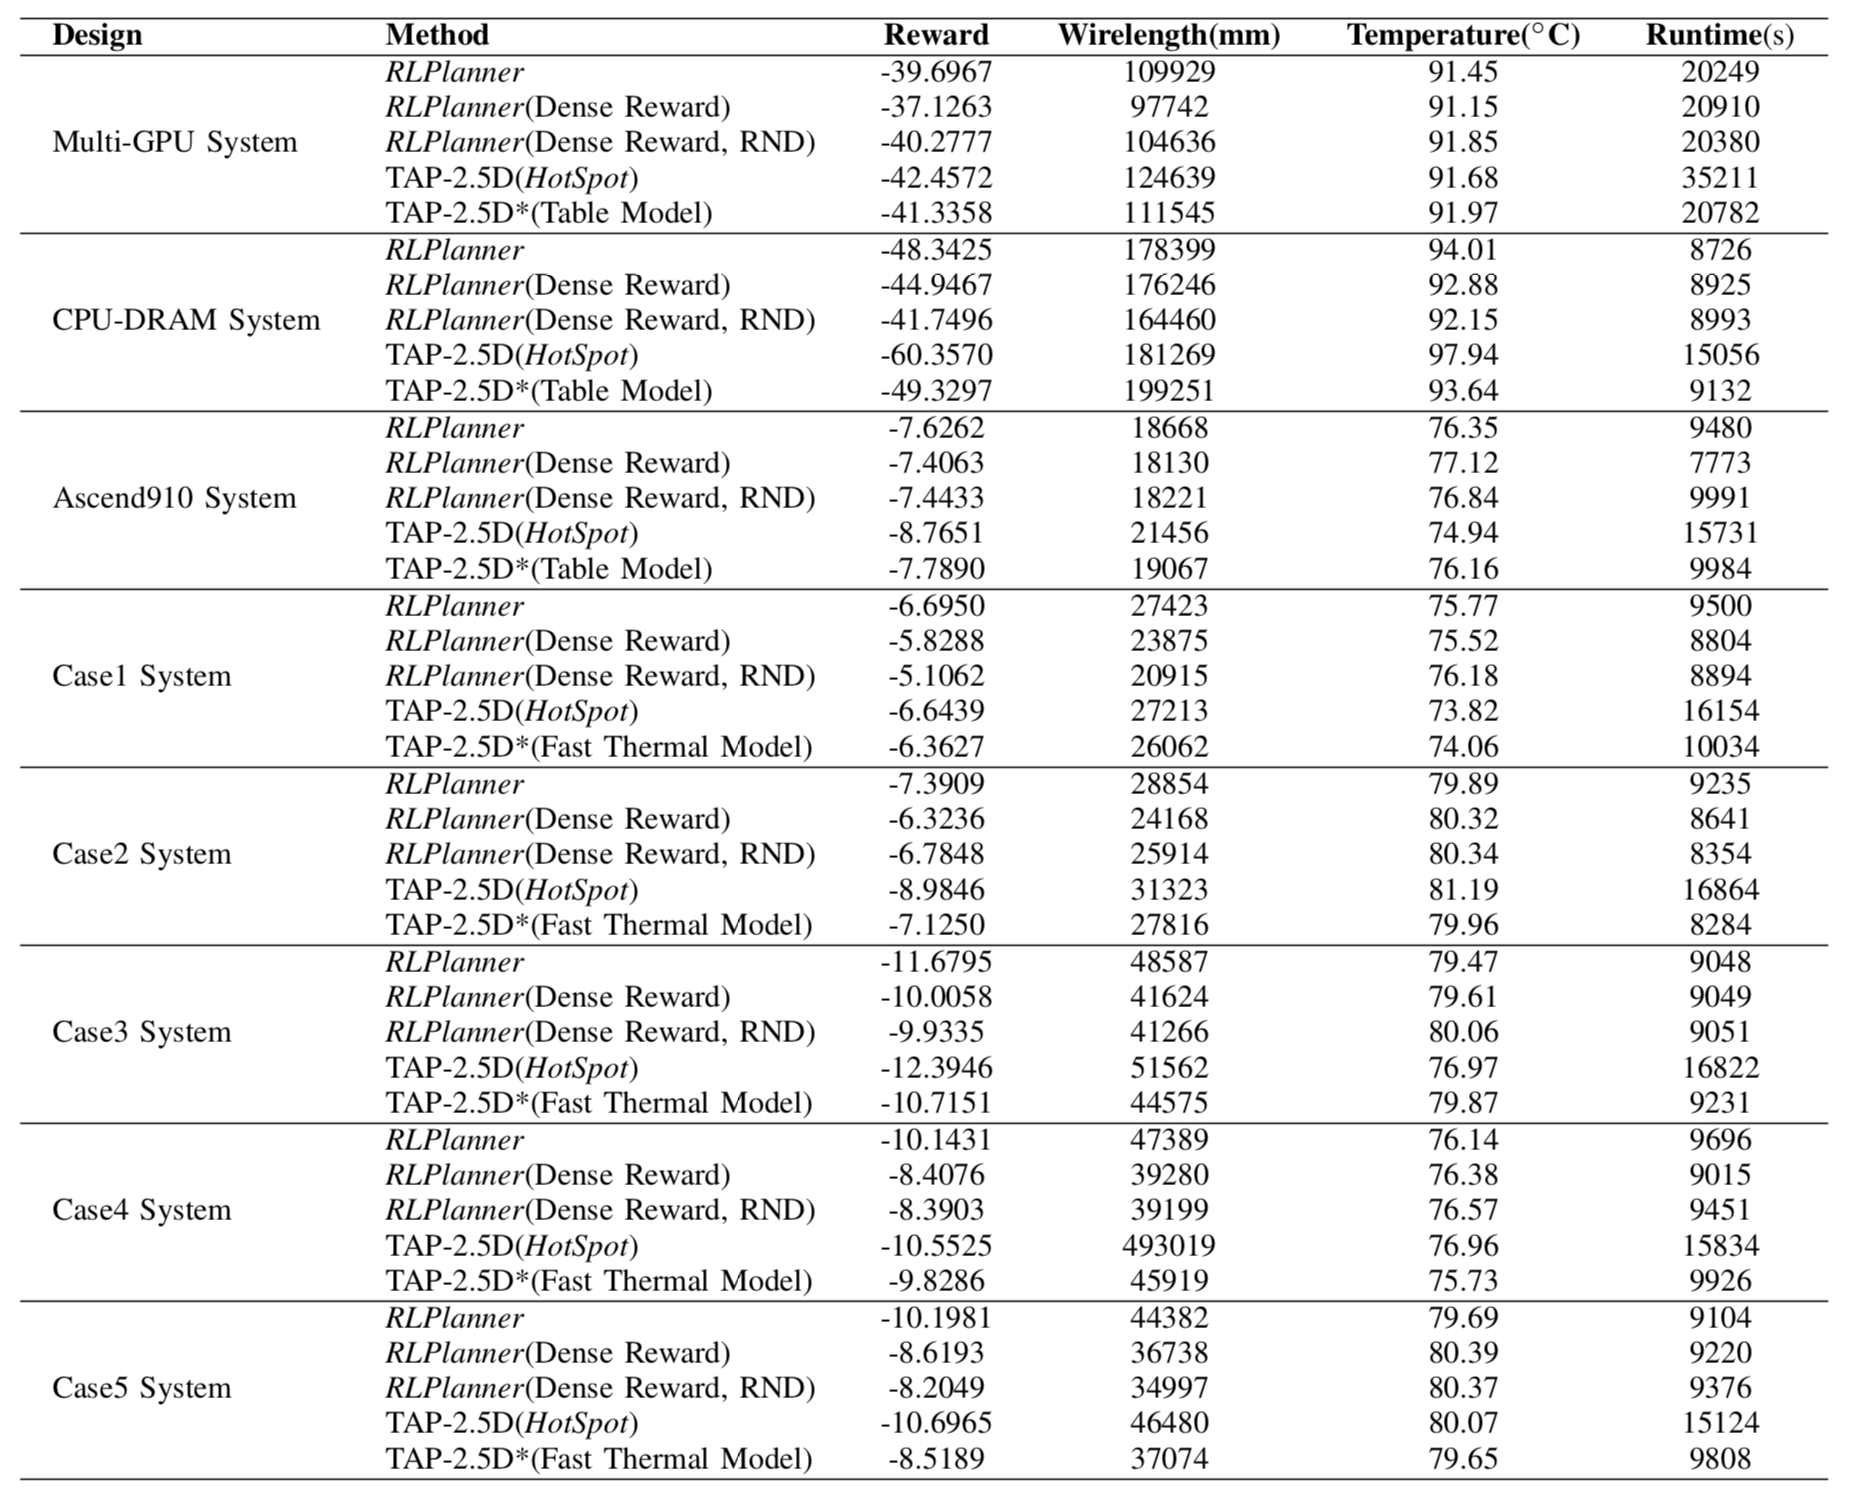 Design Method Reward Wirelength(mm) Temperature(°C) Runtime(s)
RLPlanner -39.6967 109929 91.45 20249
RLPlanner(Dense Reward) -37.1263 97742 91.15 20910
Multi-GPU System RLPlanner(Dense Reward, RND) -40.2777 104636 91.85 20380
TAP-2.5D(HotSpot) -42.4572 124639 91.68 35211
TAP-2.5D*(Table Model) -41.3358 111545 91.97 20782
RLPlanner -48.3425 178399 94.01 8726
RLPlanner(Dense Reward) -44.9467 176246 92.88 8925
CPU-DRAM System RLPlanner(Dense Reward, RND) -41.7496 164460 92.15 8993
TAP-2.5D(HotSpot) -60.3570 181269 97.94 15056
TAP-2.5D*(Table Model) -49.3297 199251 93.64 9132
RLPlanner -7.6262 18668 76.35 9480
RLPlanner(Dense Reward) -7.4063 18130 77.12 7773
Ascend910 System RLPlanner(Dense Reward, RND) -7.4433 18221 76.84 9991
TAP-2.5D(HotSpot) -8.7651 21456 74.94 15731
TAP-2.5D*(Table Model) -7.7890 19067 76.16 9984
RLPlanner -6.6950 27423 75.77 9500
RLPlanner(Dense Reward) -5.8288 23875 75.52 8804
Case1 System RLPlanner(Dense Reward, RND) -5.1062 20915 76.18 8894
TAP-2.5D(HotSpot) -6.6439 27213 73.82 16154
TAP-2.5D*(Fast Thermal Model) -6.3627 26062 74.06 10034
RLPlanner -7.3909 28854 79.89 9235
RLPlanner(Dense Reward) -6.3236 24168 80.32 8641
Case2 System RLPlanner(Dense Reward, RND) -6.7848 25914 80.34 8354
TAP-2.5D(HotSpot) -8.9846 31323 81.19 16864
TAP-2.5D*(Fast Thermal Model) -7.1250 27816 79.96 8284
RLPlanner -11.6795 48587 79.47 9048
RLPlanner(Dense Reward) -10.0058 41624 79.61 9049
Case3 System RLPlanner(Dense Reward, RND) -9.9335 41266 80.06 9051
TAP-2.5D(HotSpot) -12.3946 51562 76.97 16822
TAP-2.5D*(Fast Thermal Model) -10.7151 44575 79.87 9231
RLPlanner -10.1431 47389 76.14 9696
RLPlanner(Dense Reward) -8.4076 39280 76.38 9015
Case4 System RLPlanner(Dense Reward, RND) -8.3903 39199 76.57 9451
TAP-2.5D(HotSpot) -10.5525 493019 76.96 15834
TAP-2.5D*(Fast Thermal Model) -9.8286 45919 75.73 9926
RLPlanner -10.1981 44382 79.69 9104
RLPlanner(Dense Reward) -8.6193 36738 80.39 9220
Case5 System RLPlanner(Dense Reward, RND) -8.2049 34997 80.37 9376
TAP-2.5D(HotSpot) -10.6965 46480 80.07 15124
TAP-2.5D*(Fast Thermal Model) -8.5189 37074 79.65 9808